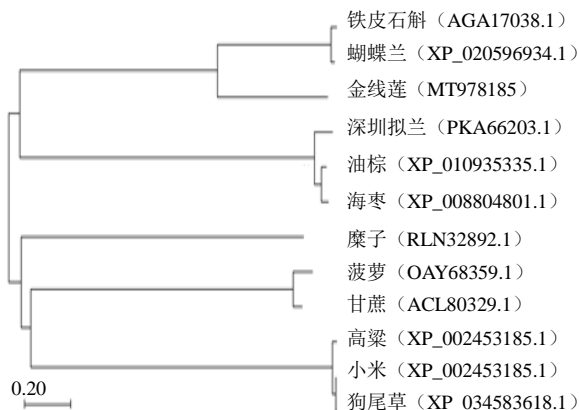 铁皮石斛（AGA17038.1）
蝴蝶兰（XP_020596934.1）
金线莲（MT978185）
深圳拟兰（PKA66203.1）
油棕（XP_010935335.1）
海枣（XP_008804801.1）
糜子（RLN32892.1）
菠萝（OAY68359.1）
甘蔗（ACL80329.1）
高粱（XP_002453185.1）
小米（XP_002453185.1）
狗尾草（XP_034583618.1）
0.20